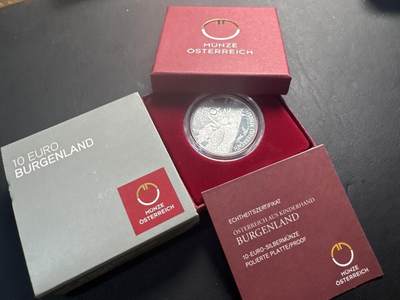 MÜNZE
ÖSTERREICH
10 EURO
BURGENLAND
MÜNZE
ÖSTERREICH
ECHTHEITSZERTIFIKAT
ÖSTERREICH AUS KINDERHAND
BURGENLAND
10-EURO-SILBERMÜNZE
POLIERTE PLATTE/PROOF
MÜNZE
ÖSTERREICH